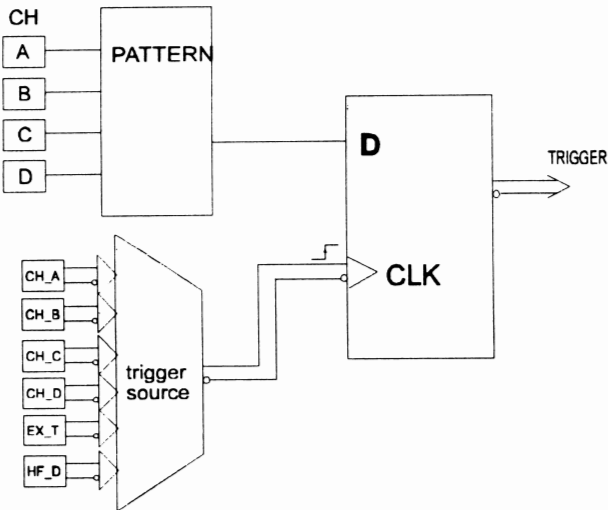 CH
A
PATTERN
B
C
D
D
TRIGGER
CLK
CH_A
CH_B
CH_C
trigger
source
CH_D
EX_T
HF_D